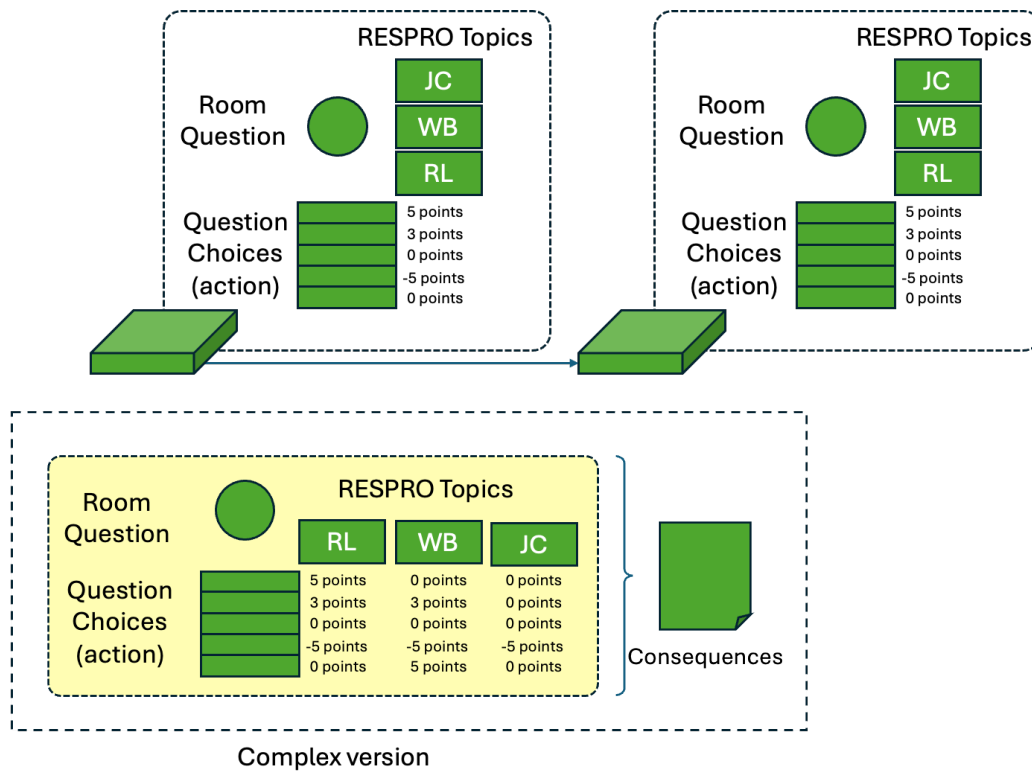 RESPRO Topics
JC
Room
Question
WB
RL
Question
Choices
(action)
5 points
3 points
0 points
-5 points
0 points
RESPRO Topics
JC
Room
Question
WB
RL
Question
Choices
(action)
5 points
3 points
0 points
-5 points
0 points
RESPRO Topics
Room
Question
RL WB JC
Question
Choices
(action)
5 points 0 points 0 points
3 points 3 points 0 points
0 points 0 points 0 points
-5 points -5 points -5 points
0 points 5 points 0 points
Consequences
Complex version